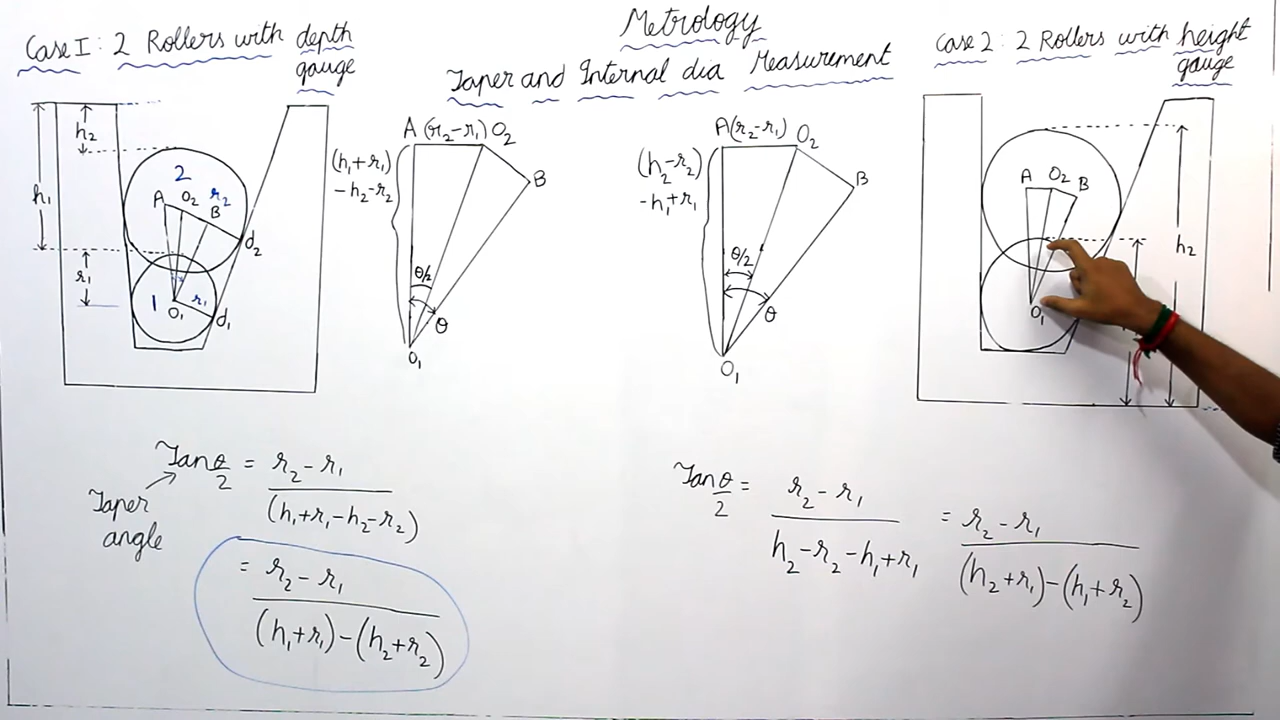 Metrology
Taper and Internal dia Measurement
Case I: 2 Rollers with depth
gauge
h₂
h₁
r₁
2
A O₂ r₂
B
d₂
1
O₁
r₁
d₁
A (r₂-r₁) O₂
(h₁+r₁)
-h₂-r₂
B
θ/2
θ
O₁
Tan θ/2 = r₂-r₁ / (h₁+r₁-h₂-r₂)
Taper
angle
= r₂-r₁ / (h₁+r₁)-(h₂+r₂)
A (r₂-r₁) O₂
(h₂-r₂)
-h₁+r₁
B
θ/2
θ
O₁
Case 2: 2 Rollers with height
gauge
A O₂ B
h₂
O₁
Tan θ/2 = r₂-r₁ / h₂-r₂-h₁+r₁ = r₂-r₁ / (h₂+r₁)-(h₁+r₂)